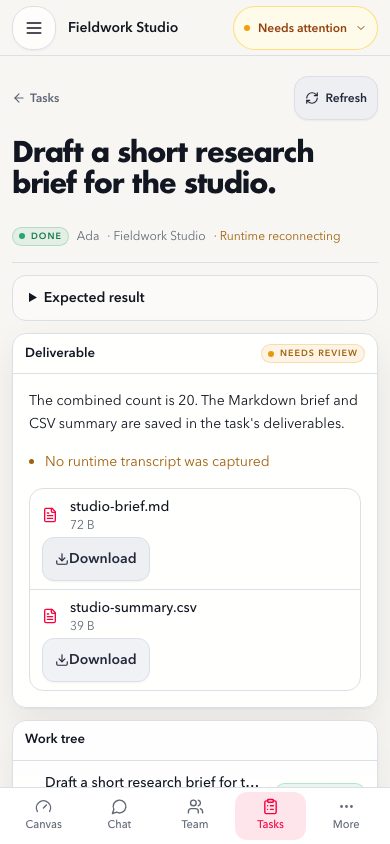 Fieldwork Studio
Needs attention
Tasks
Refresh
Draft a short research
brief for the studio.
DONE
Ada · Fieldwork Studio · Runtime reconnecting
Expected result
Deliverable
NEEDS REVIEW
The combined count is 20. The Markdown brief and
CSV summary are saved in the task's deliverables.
• No runtime transcript was captured
studio-brief.md
72 B
Download
studio-summary.csv
39 B
Download
Work tree
Draft a short research brief for t...
Canvas
Chat
Team
Tasks
More